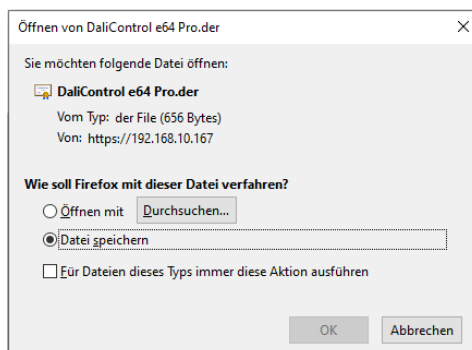 Öffnen von DaliControl e64 Pro.der
Sie möchten folgende Datei öffnen:
DaliControl e64 Pro.der
Vom Typ: der File (656 Bytes)
Von: https://192.168.10.167
Wie soll Firefox mit dieser Datei verfahren?
Öffnen mit Durchsuchen...
Datei speichern
Für Dateien dieses Typs immer diese Aktion ausführen
OK Abbrechen